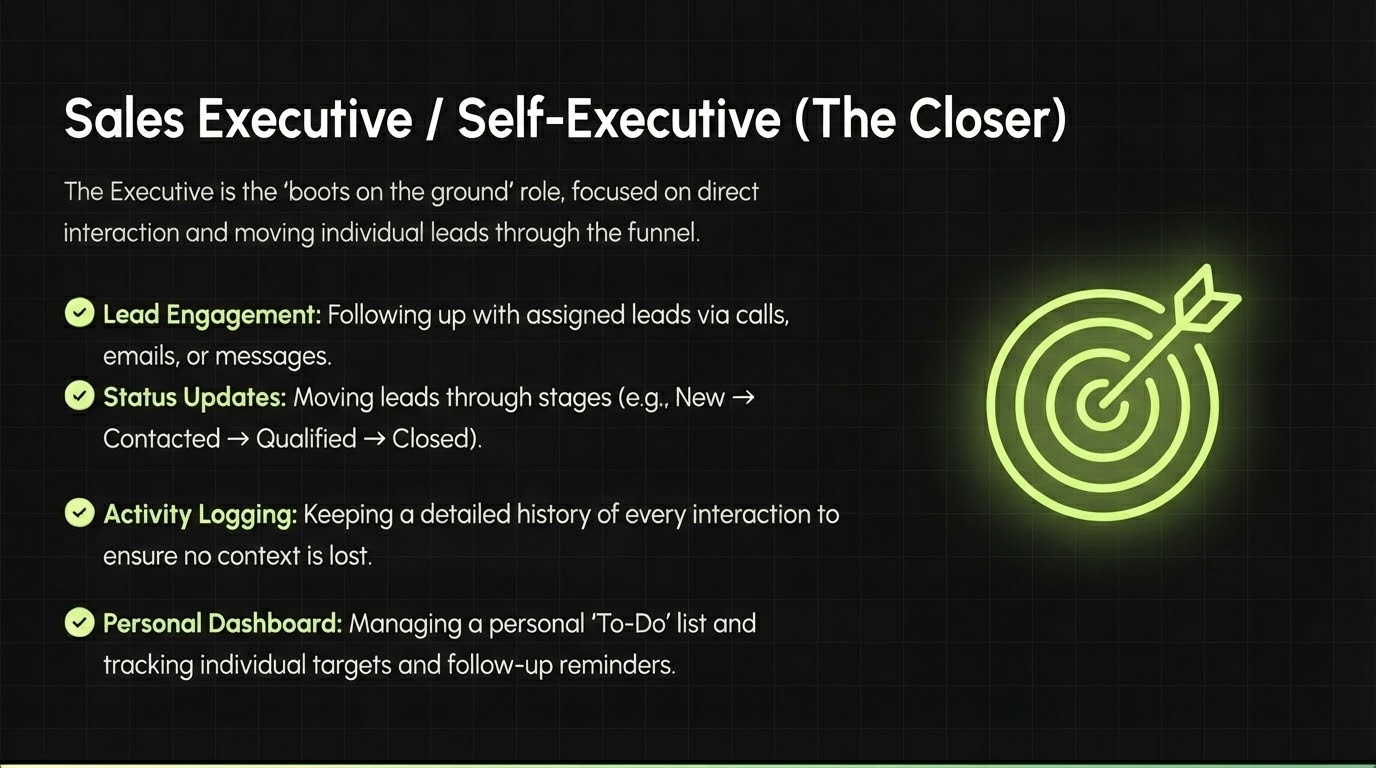 Sales Executive / Self-Executive (The Closer)
The Executive is the ‘boots on the ground’ role, focused on direct
interaction and moving individual leads through the funnel.
Lead Engagement: Following up with assigned leads via calls,
emails, or messages.
Status Updates: Moving leads through stages (e.g., New →
Contacted → Qualified → Closed).
Activity Logging: Keeping a detailed history of every interaction to
ensure no context is lost.
Personal Dashboard: Managing a personal ‘To-Do’ list and
tracking individual targets and follow-up reminders.